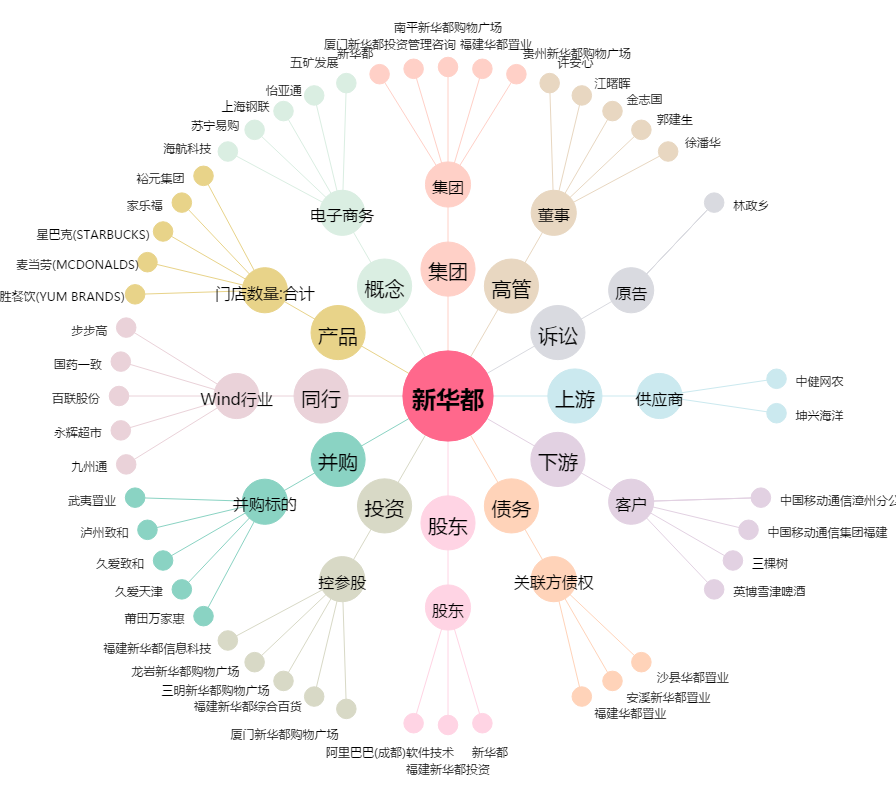 南平新华都购物广场
厦门新华都投资管理咨询
福建华都置业
新华都
贵州新华都购物广场
许安心
五矿发展
江曙晖
怡亚通
金志国
上海钢联
郭建生
苏宁易购
徐潘华
海航科技
裕元集团
集团
家乐福
电子商务
董事
林政乡
星巴克(STARBUCKS)
麦当劳(MCDONALDS)
集团
概念
高管
门店数量:合计
原告
胜餐饮(YUM BRANDS)
步步高
产品
诉讼
国药一致
中健网农
百联股份
Wind行业
同行
新华都
上游
供应商
坤兴海洋
永辉超市
九州通
并购
下游
武夷置业
并购标的
投资
股东
债务
客户
中国移动通信漳州分公
泸州致和
中国移动通信集团福建
久爱致和
三棵树
久爱天津
控参股
关联方债权
英博雪津啤酒
莆田万家惠
股东
福建新华都信息科技
龙岩新华都购物广场
沙县华都置业
三明新华都购物广场
安溪新华都置业
福建新华都综合百货
福建华都置业
厦门新华都购物广场
阿里巴巴(成都)软件技术
新华都
福建新华都投资